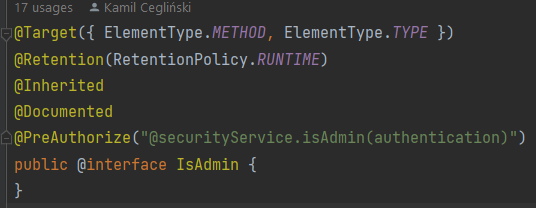 17 usages Kamil Cegliński
@Target({ ElementType.METHOD, ElementType.TYPE })
@Retention(RetentionPolicy.RUNTIME)
@Inherited
@Documented
@PreAuthorize("@securityService.isAdmin(authentication)")
public @interface IsAdmin {
}